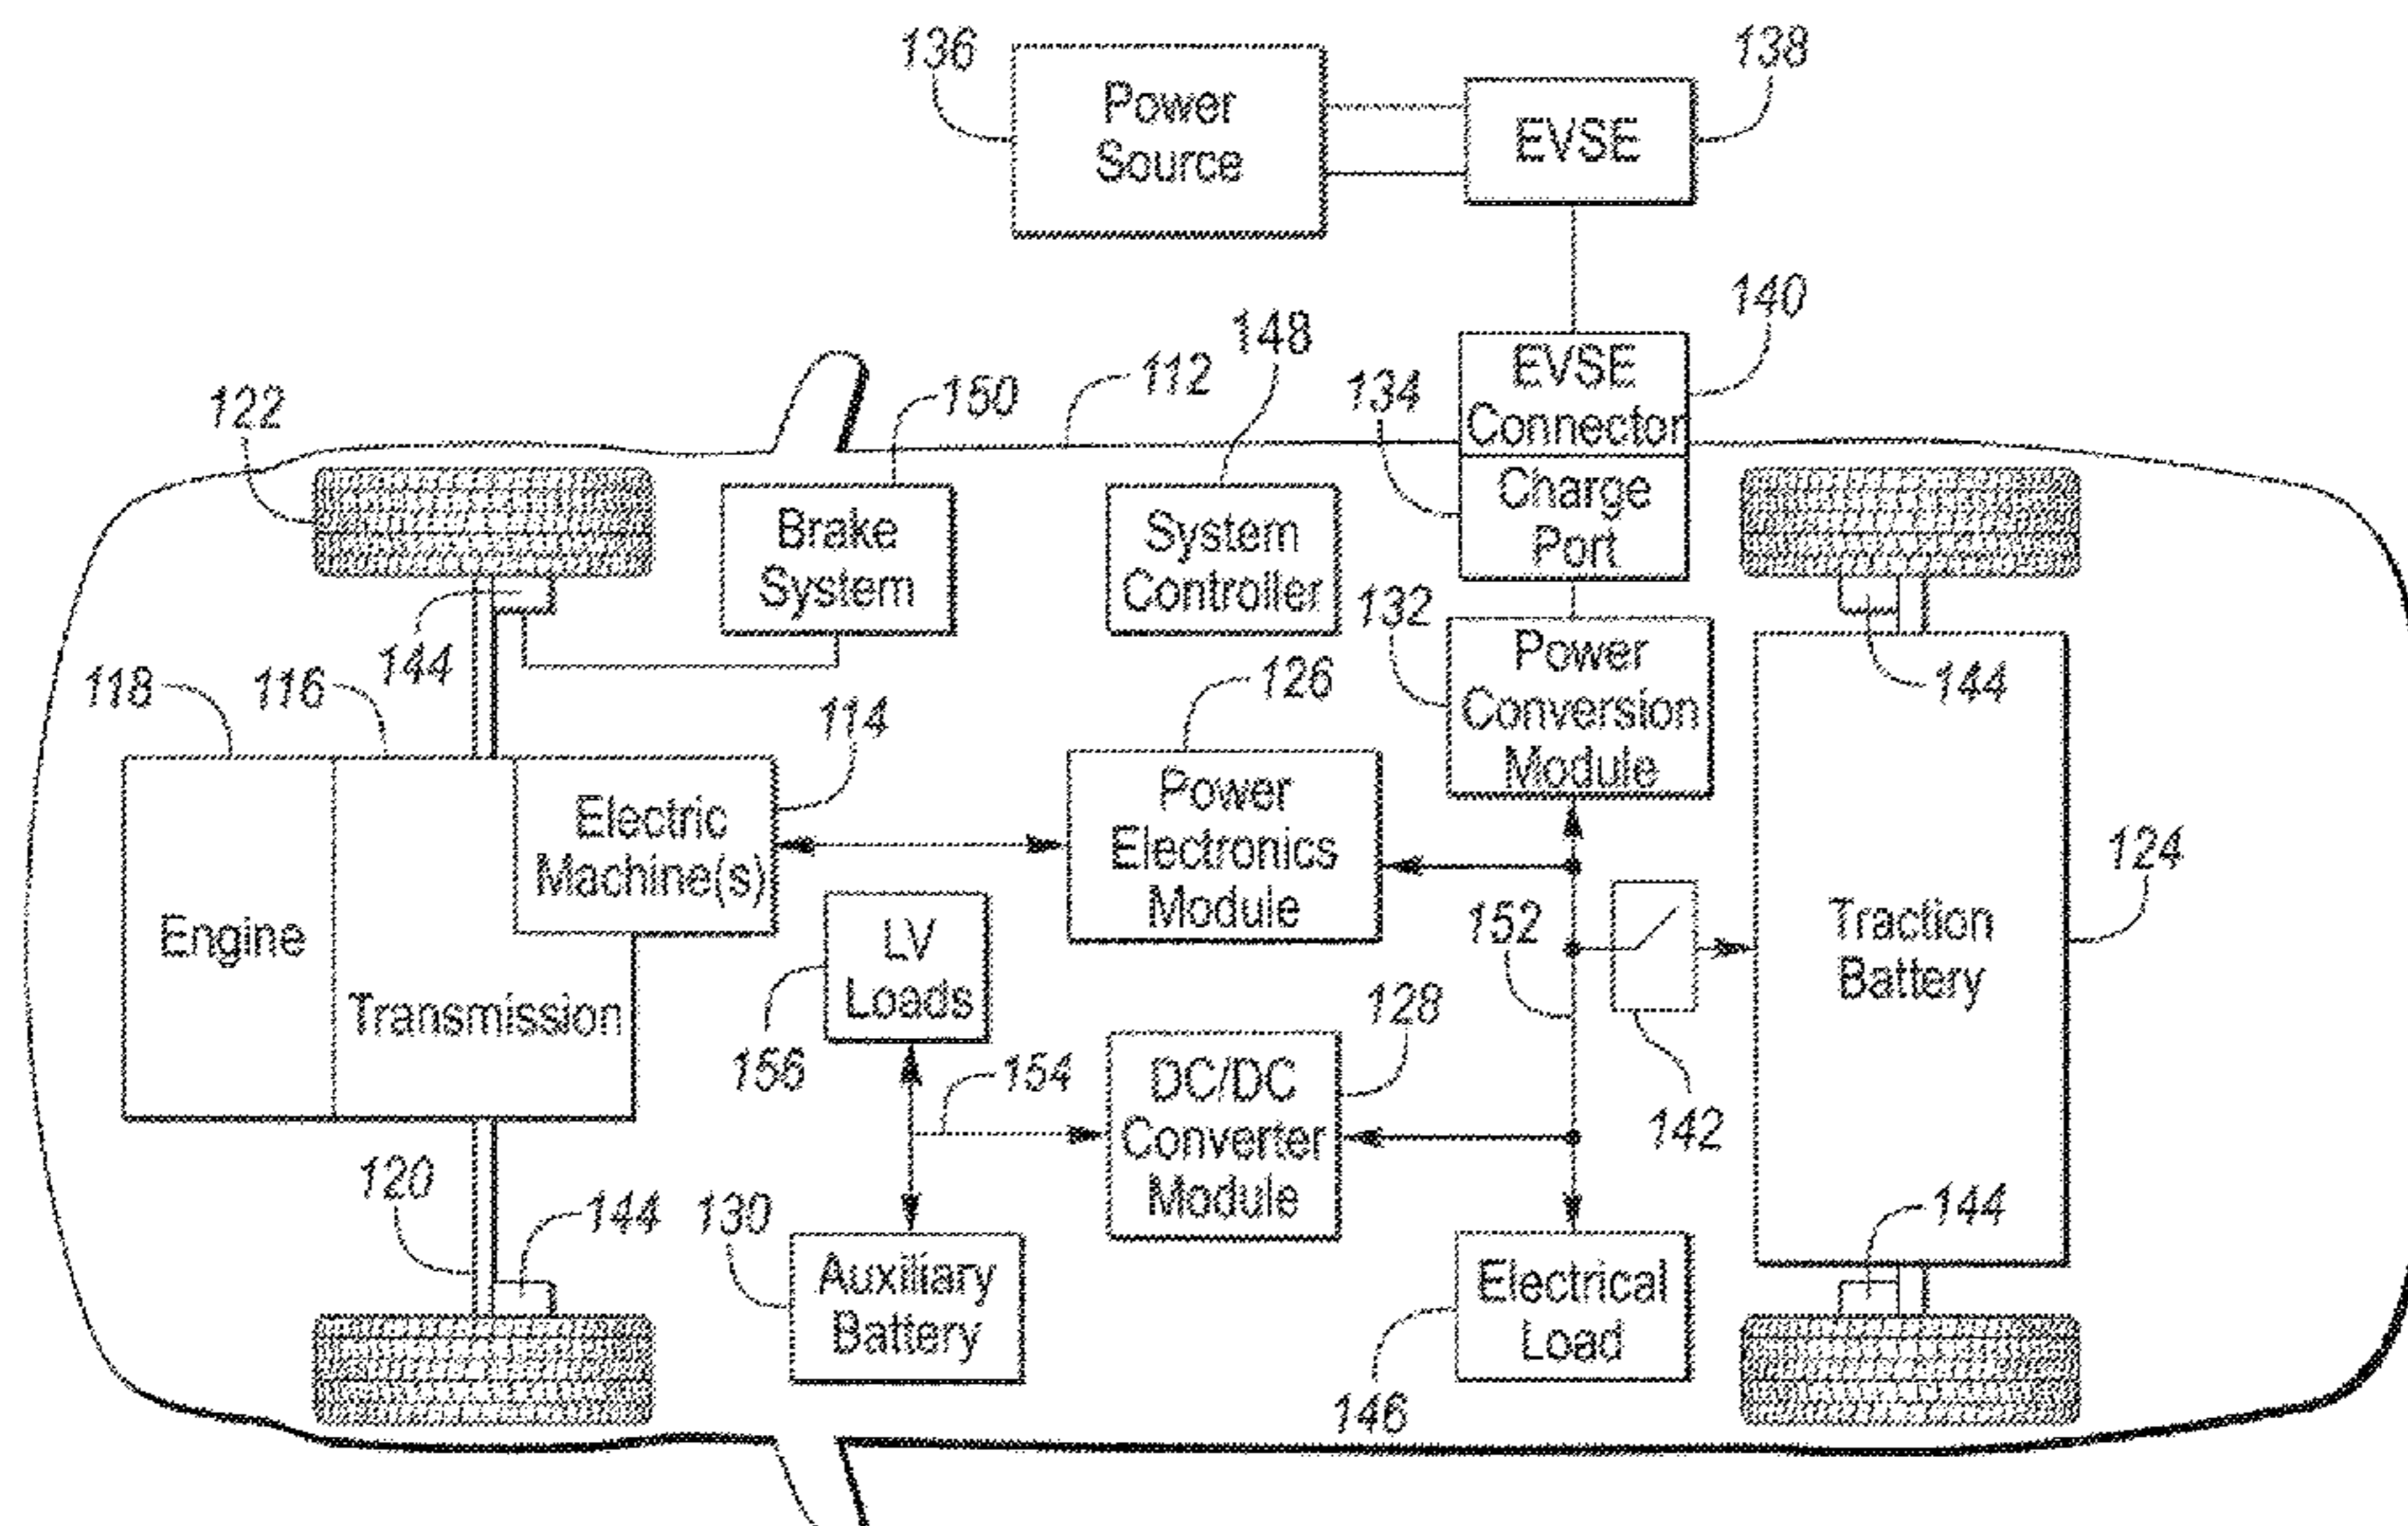 136
Power
Source
EVSE
138
140
EVSE
Connector
148
112
150
134
122
Charge
Port
Brake
System
System
Controller
132
144
118
116
126
114
Power
Conversion
Module
144
Electric
Machine(s)
Power
Electronics
Module
124
Engine
LV
Loads
152
Traction
Battery
Transmission
156
154
128
DC/DC
Converter
Module
142
120
144
130
144
Auxiliary
Battery
Electrical
Load
146